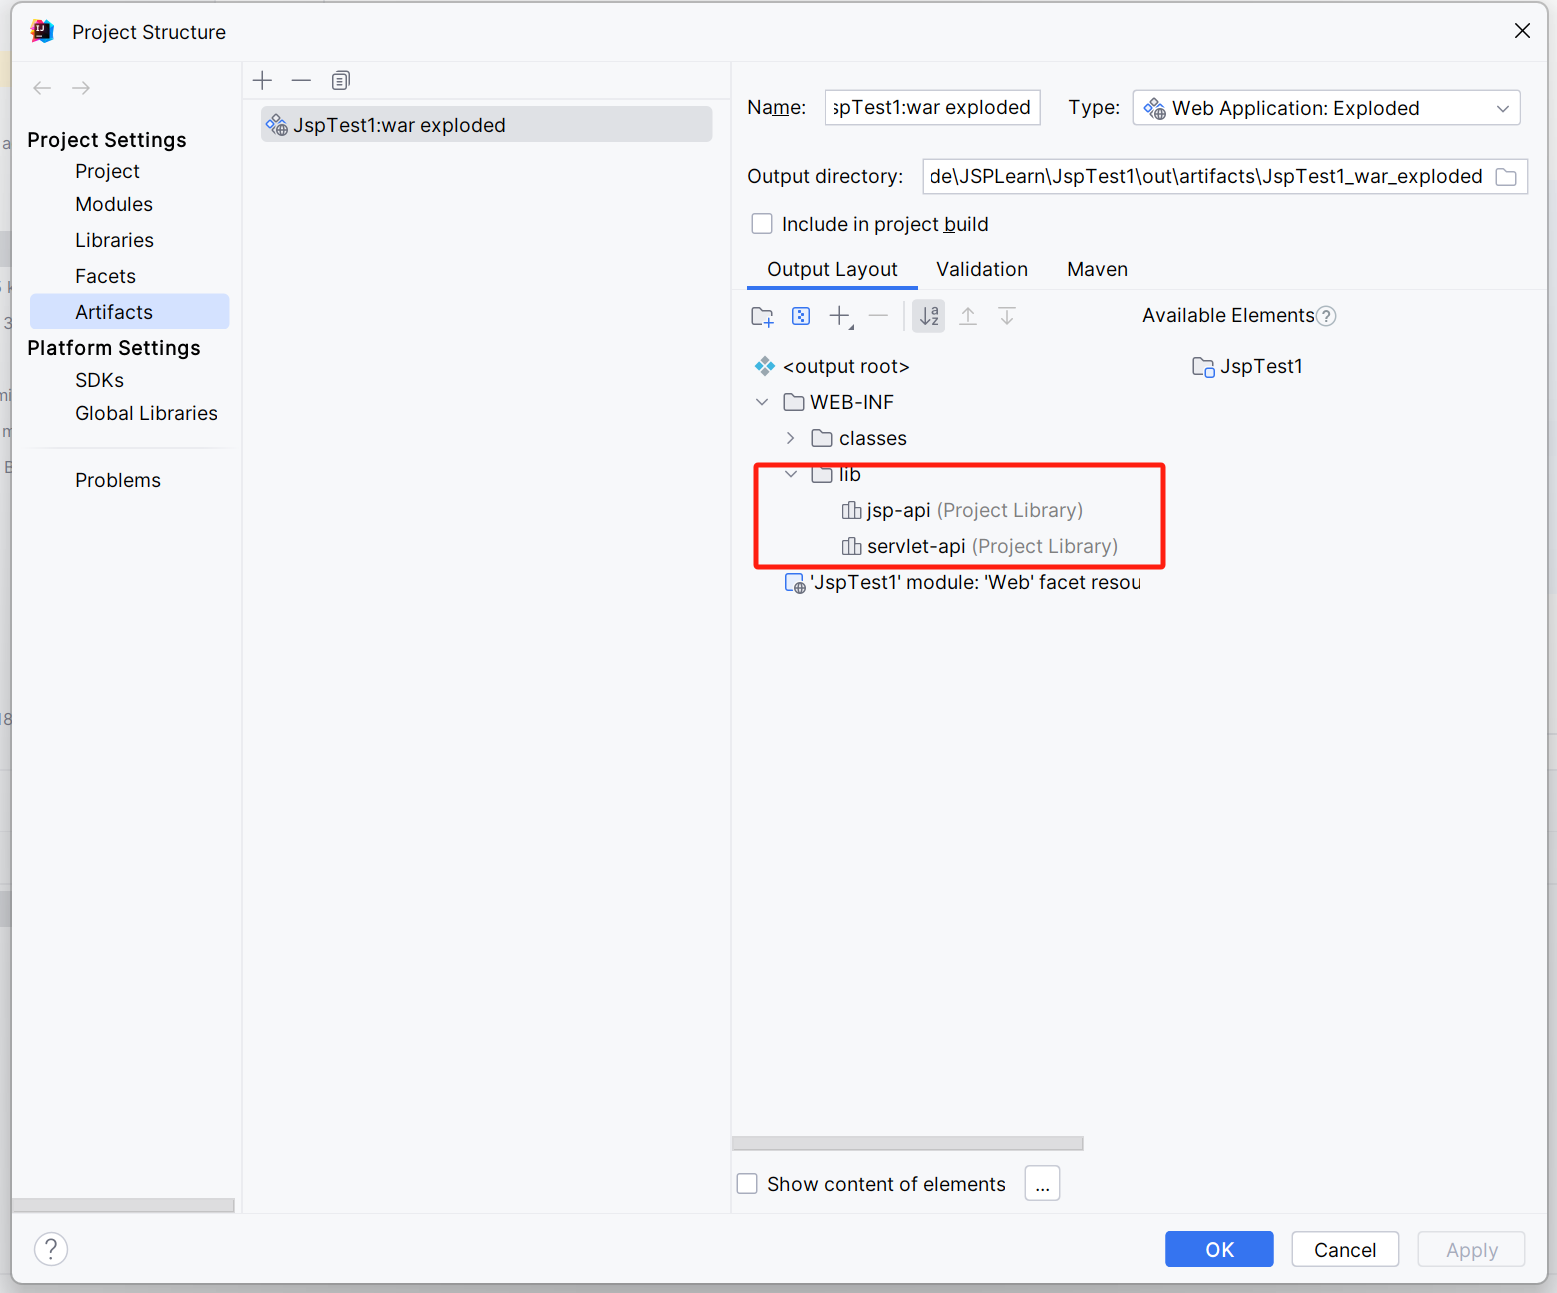 Project Structure
Project Settings
Project
Modules
Libraries
Facets
Artifacts
Platform Settings
SDKs
Global Libraries
Problems
JspTest1:war exploded
Name: spTest1:war exploded Type: Web Application: Exploded
Output directory: de\JSPLearn\JspTest1\out\artifacts\JspTest1_war_exploded
Include in project build
Output Layout Validation Maven
Available Elements ?
<output root>
WEB-INF
classes
lib
jsp-api (Project Library)
servlet-api (Project Library)
'JspTest1' module: 'Web' facet resou
JspTest1
Show content of elements ...
? OK Cancel Apply